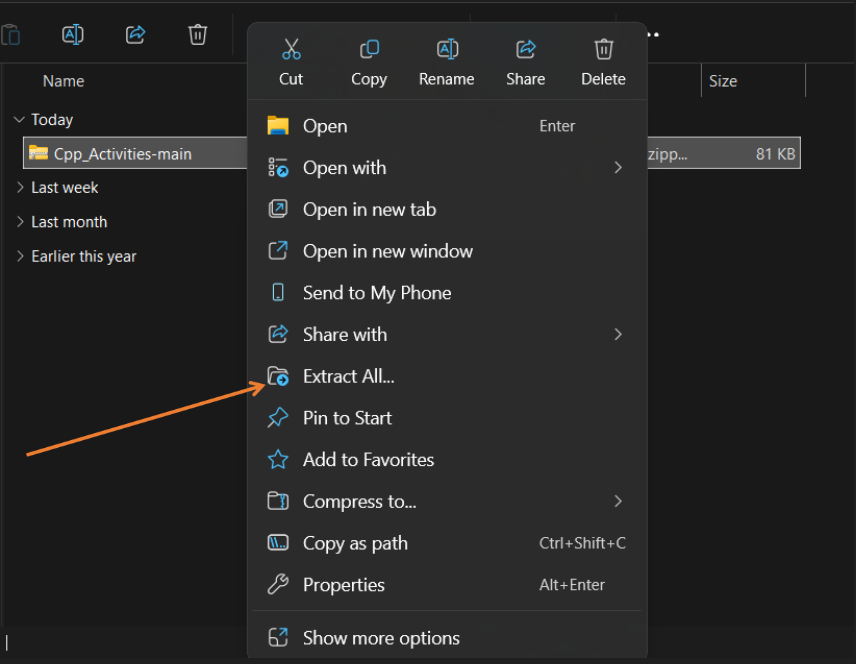 Cut Copy Rename Share Delete
Name Size
Today
Cpp_Activities-main zipp... 81 KB
Last week
Last month
Earlier this year
Open Enter
Open with
Open in new tab
Open in new window
Send to My Phone
Share with
Extract All...
Pin to Start
Add to Favorites
Compress to...
Copy as path Ctrl+Shift+C
Properties Alt+Enter
Show more options